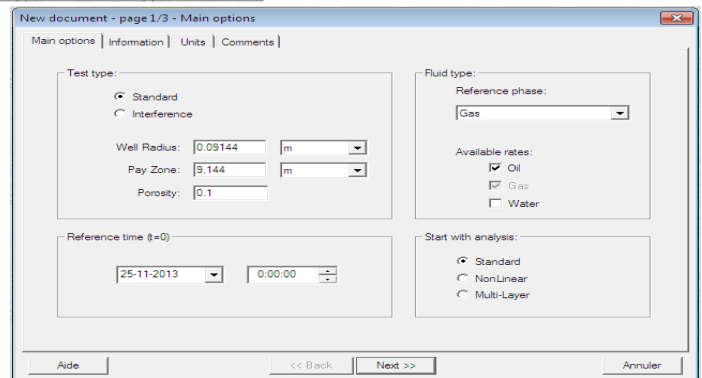 New document - page 1/3 - Main options
Main options Information Units Comments
Test type:
Standard
Interference
Well Radius: 0.09144 m
Pay Zone: 9.144 m
Porosity: 0.1
Fluid type:
Reference phase:
Gas
Available rates:
Oil
Gas
Water
Reference time (t=0)
25-11-2013 0:00:00
Start with analysis:
Standard
NonLinear
Multi-Layer
Aide << Back Next >> Annuler